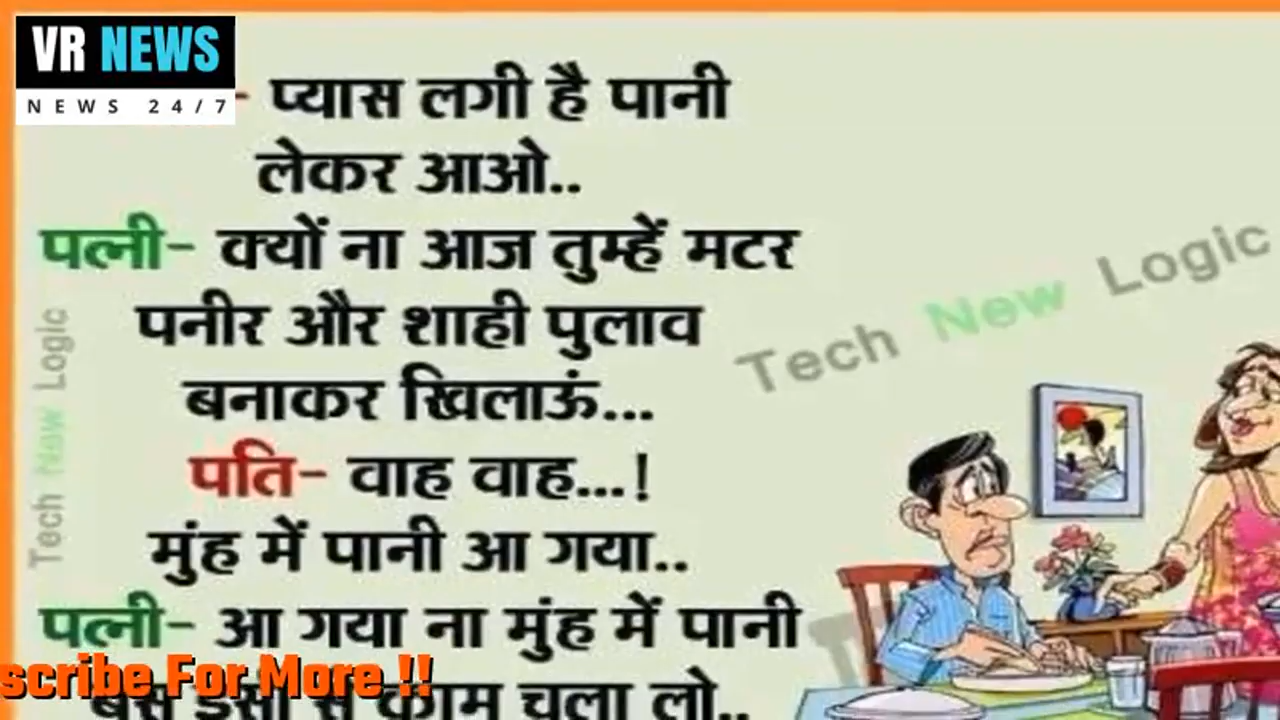 VR NEWS
NEWS 24/7
- प्यास लगी है पानी
लेकर आओ..
पत्नी- क्यों ना आज तुम्हें मटर
पनीर और शाही पुलाव
बनाकर खिलाऊं...
पति- वाह वाह...!
मुंह में पानी आ गया..
पत्नी- आ गया ना मुंह में पानी
बस इसी से काम चला लो..
scribe For More !!
Tech New Logic
Tech New Logic